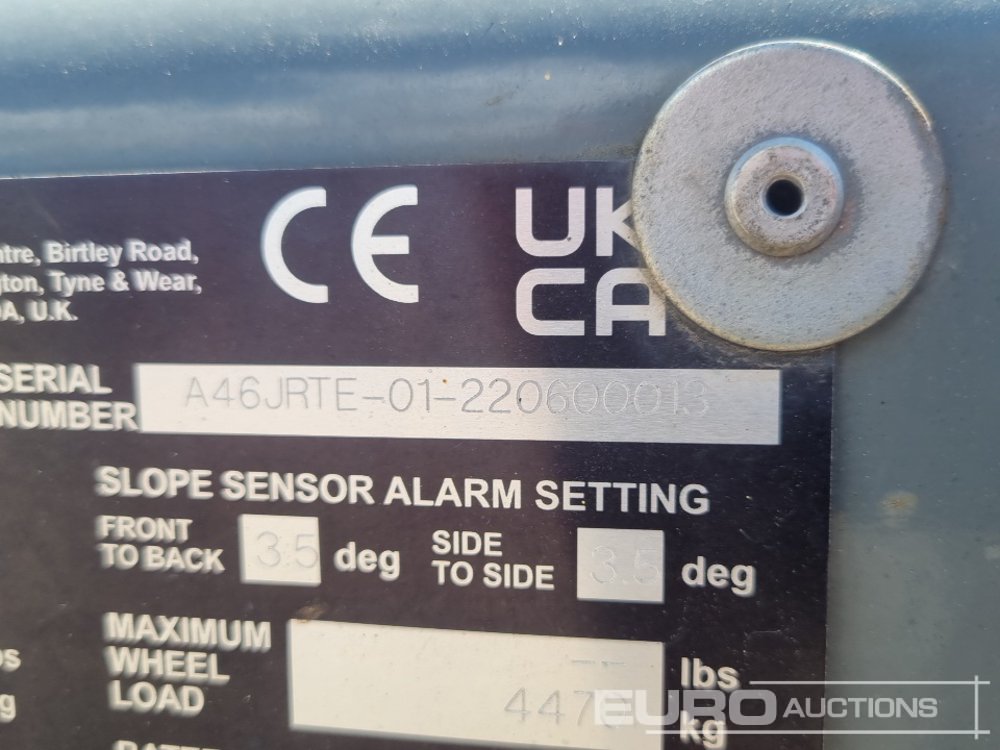 CE
UK
CA
ntre, Birtley Road,
gton, Tyne & Wear,
A, U.K.
SERIAL
NUMBER A46JRTE-01-220600013
SLOPE SENSOR ALARM SETTING
FRONT
TO BACK 3.5 deg SIDE
TO SIDE 3.5 deg
MAXIMUM
WHEEL
LOAD
lbs
kg
EURO AUCTIONS